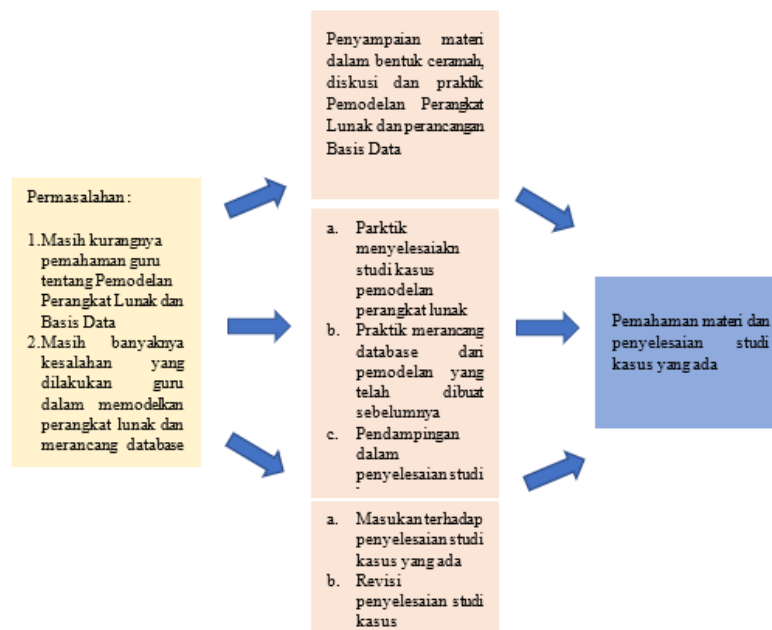 Permasalahan :
1.Masih kurangnya
pemahaman guru
tentang Pemodelan
Perangkat Lunak dan
Basis Data
2.Masih banyaknya
kesalahan yang
dilakukan guru
dalam memodelkan
perangkat lunak dan
merancang database
Penyampaian materi
dalam bentuk ceramah,
diskusi dan praktik
Pemodelan Perangkat
Lunak dan perancangan
Basis Data
a. Parktik
menyelesaiakn
studi kasus
pemodelan
perangkat lunak
b. Praktik merancang
database dari
pemodelan yang
telah dibuat
sebelumnya
c. Pendampingan
dalam
penyelesaian studi
a. Masukan terhadap
penyelesaian studi
kasus yang ada
b. Revisi
penyelesaian studi
kasus
Pemahaman materi dan
penyelesaian studi
kasus yang ada